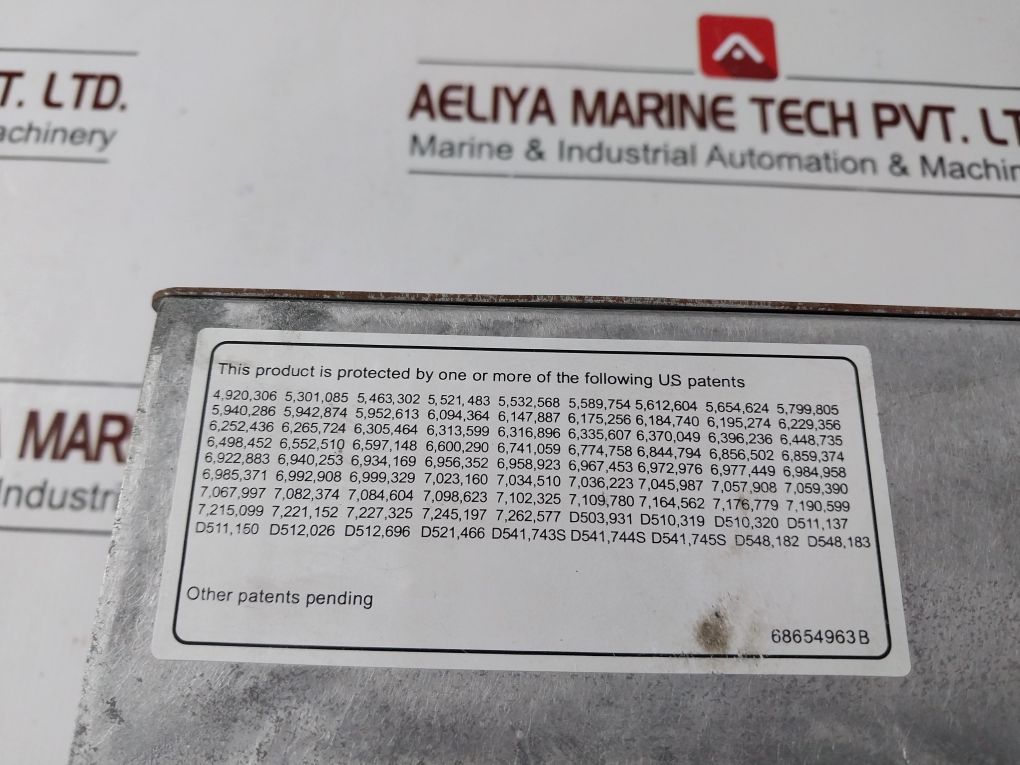 T. LTD.
achinery
AELIYA MARINE TECH PVT. LT
Marine & Industrial Automation & Machin
A MAR
Industri
This product is protected by one or more of the following US patents
4,920,306 5,301,085 5,463,302 5,521,483 5,532,568 5,589,754 5,612,604 5,654,624 5,799,805
5,940,286 5,942,874 5,952,613 6,094,364 6,147,887 6,175,256 6,184,740 6,195,274 6,229,356
6,252,436 6,265,724 6,305,464 6,313,599 6,316,896 6,335,607 6,370,049 6,396,236 6,448,735
6,498,452 6,552,510 6,597,148 6,600,290 6,741,059 6,774,758 6,844,794 6,856,502 6,859,374
6,922,883 6,940,253 6,934,169 6,956,352 6,958,923 6,967,453 6,972,976 6,977,449 6,984,958
6,985,371 6,992,908 6,999,329 7,023,160 7,034,510 7,036,223 7,045,987 7,057,908 7,059,390
7,067,997 7,082,374 7,084,604 7,098,623 7,102,325 7,109,780 7,164,562 7,176,779 7,190,599
7,215,099 7,221,152 7,227,325 7,245,197 7,262,577 D503,931 D510,319 D510,320 D511,137
D511,150 D512,026 D512,696 D521,466 D541,743S D541,744S D541,745S D548,182 D548,183
Other patents pending
68654963B